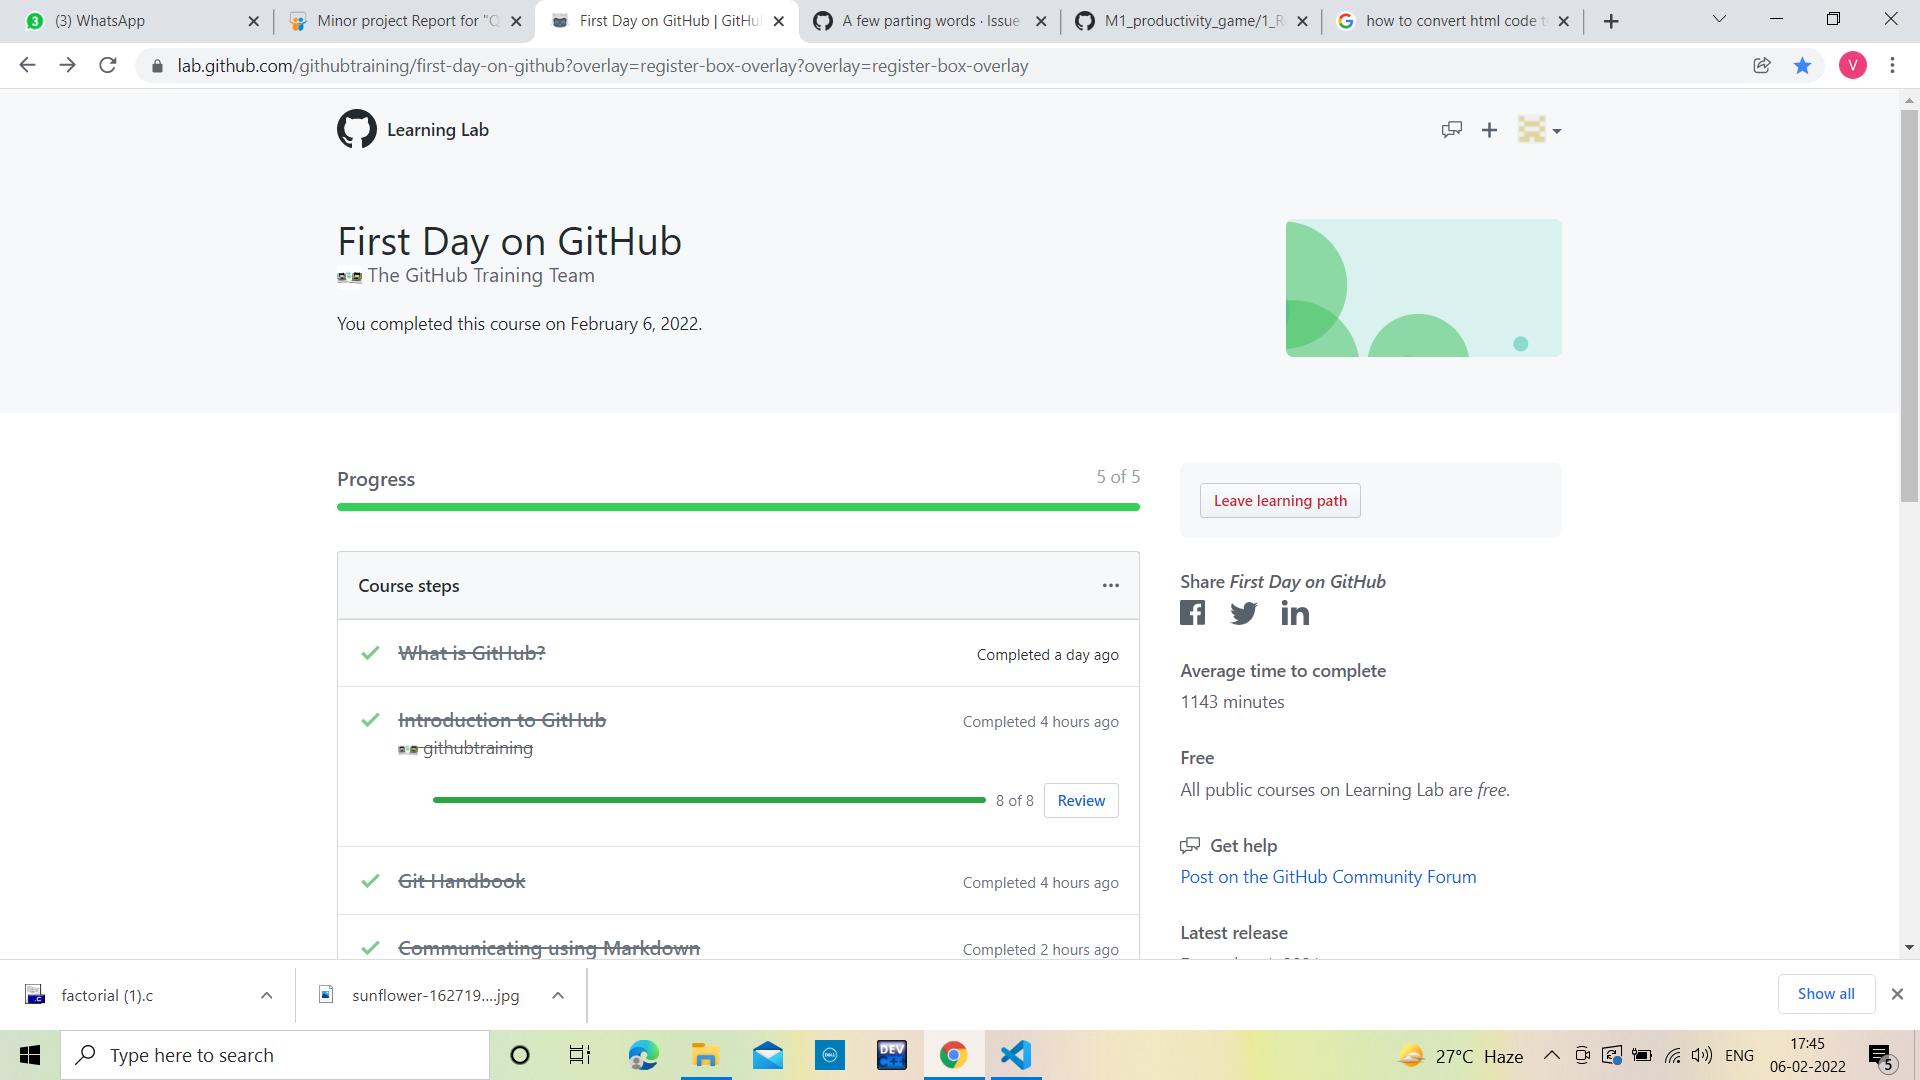 (3) WhatsApp
Minor project Report for "Q
First Day on GitHub | GitHu
A few parting words · Issue
M1_productivity_game/1_R
how to convert html code t
lab.github.com/githubtraining/first-day-on-github?overlay=register-box-overlay?overlay=register-box-overlay
V
Learning Lab
First Day on GitHub
The GitHub Training Team
You completed this course on February 6, 2022.
Progress
5 of 5
Leave learning path
Course steps
Share First Day on GitHub
What is GitHub?
Completed a day ago
Average time to complete
1143 minutes
Introduction to GitHub
Completed 4 hours ago
githubtraining
Free
All public courses on Learning Lab are free.
8 of 8
Review
Get help
Post on the GitHub Community Forum
Git Handbook
Completed 4 hours ago
Latest release
Communicating using Markdown
Completed 2 hours ago
factorial (1).c
sunflower-162719....jpg
Show all
Type here to search
DEV
C++
DELL
27°C Haze
ENG
17:45
06-02-2022
5